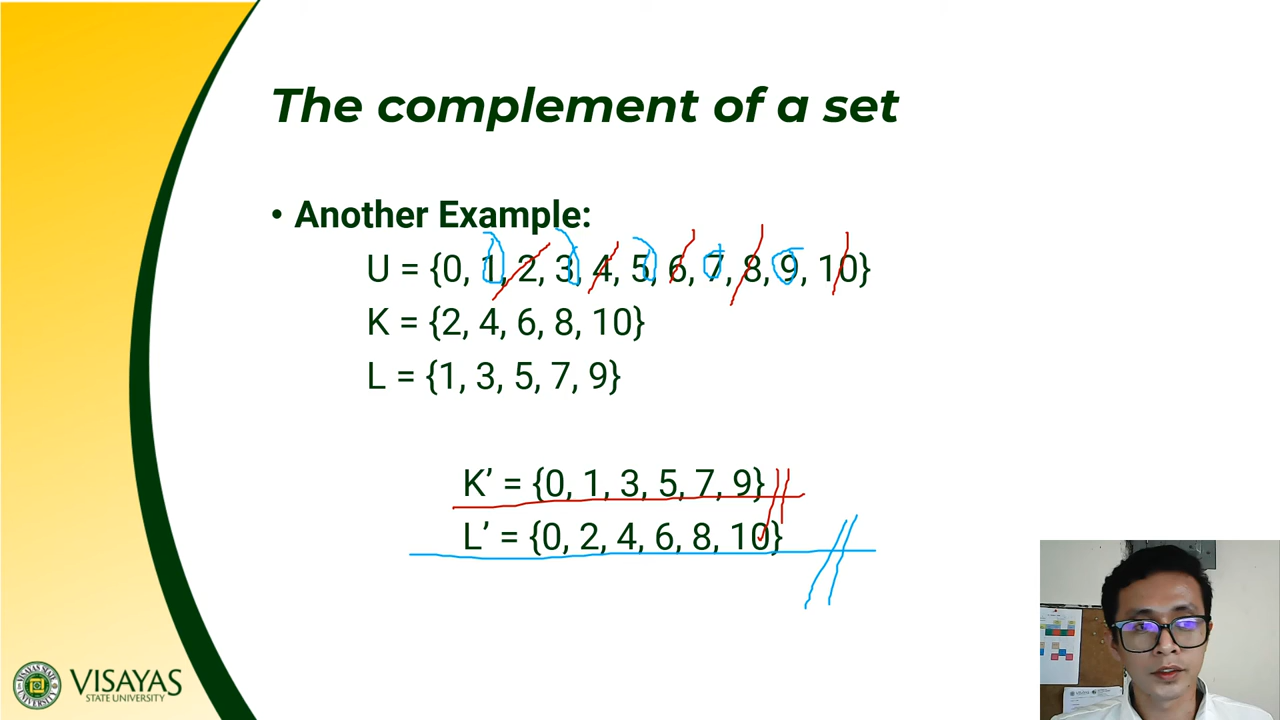 The complement of a set
• Another Example:
U = {0, 1, 2, 3, 4, 5, 6, 7, 8, 9, 10}
K = {2, 4, 6, 8, 10}
L = {1, 3, 5, 7, 9}
K’ = {0, 1, 3, 5, 7, 9}
L’ = {0, 2, 4, 6, 8, 10}
VISAYAS
STATE UNIVERSITY